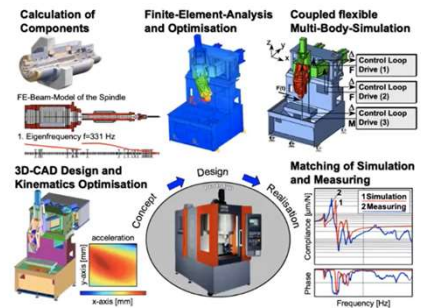 Calculation of
Components
FE-Beam-Model of the Spindle
1. Eigenfrequency f=331 Hz
Finite-Element-Analysis
and Optimisation
Coupled flexible
Multi-Body-Simulation
Z
Y
X
F(t)
Δ
F
Control Loop
Drive (1)
Δ
F
Control Loop
Drive (2)
Δ
M
Control Loop
Drive (3)
3D-CAD Design and
Kinematics Optimisation
acceleration
y-axis [mm]
x-axis [mm]
Concept
Design
Realisation
Matching of Simulation
and Measuring
2
1
1 Simulation
2 Measuring
Compliance [µm/N]
Phase
Frequency [Hz]